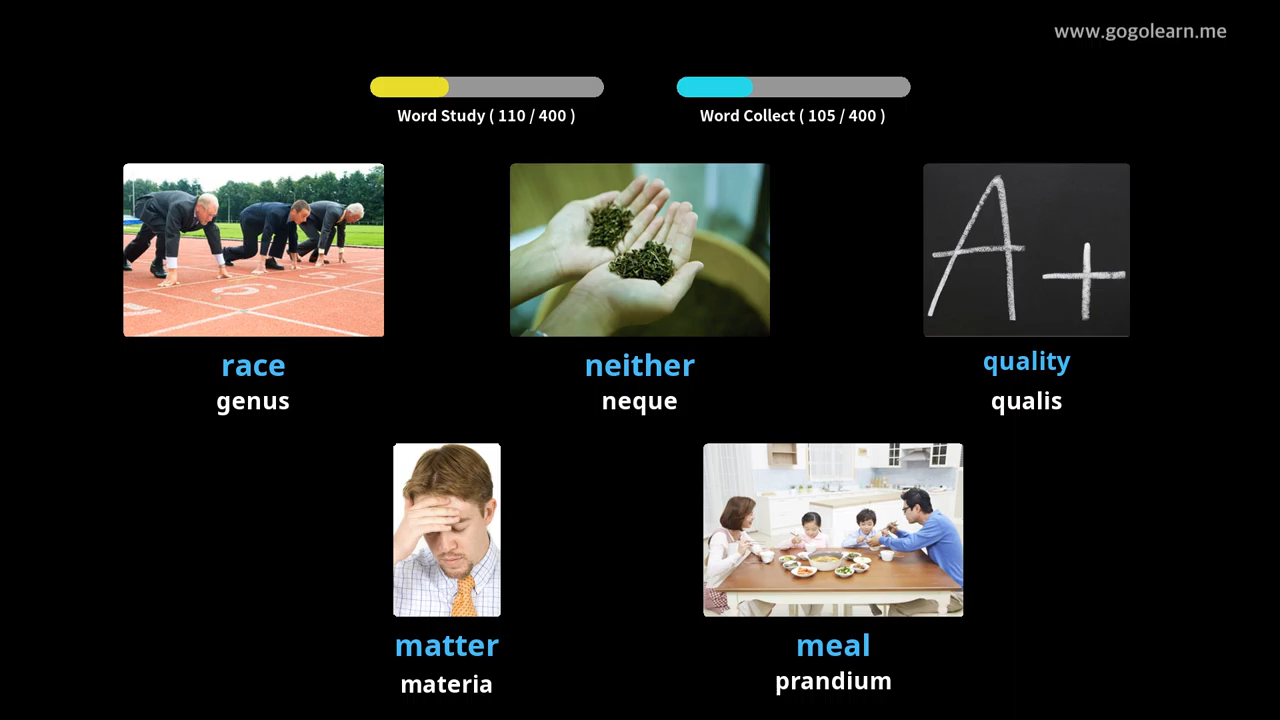 www.gogolearn.me
Word Study ( 110 / 400 )
Word Collect ( 105 / 400 )
A+
race
genus
neither
neque
quality
qualis
matter
materia
meal
prandium